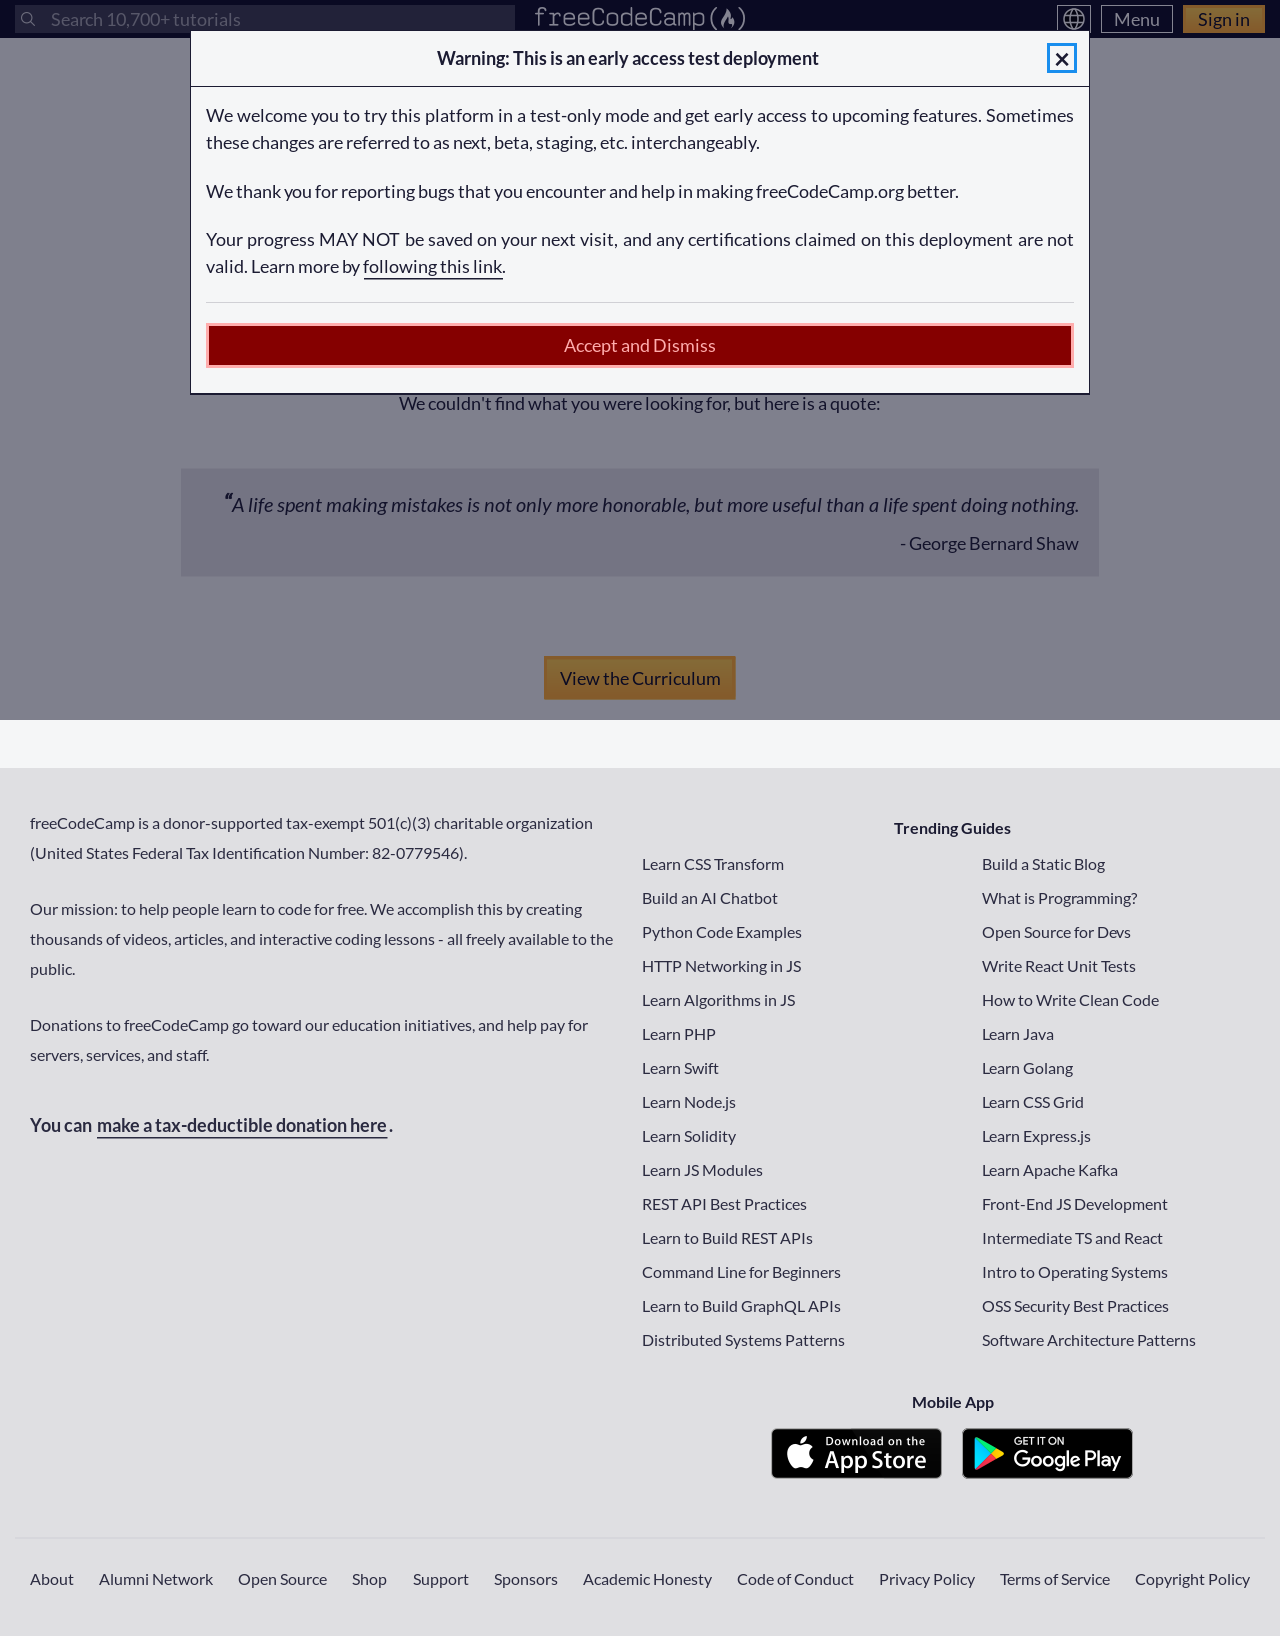 Search 10,700+ tutorials
freeCodeCamp(🔥)
Menu
Sign in
Warning: This is an early access test deployment
×
We welcome you to try this platform in a test-only mode and get early access to upcoming features. Sometimes
these changes are referred to as next, beta, staging, etc. interchangeably.
We thank you for reporting bugs that you encounter and help in making freeCodeCamp.org better.
Your progress MAY NOT be saved on your next visit, and any certifications claimed on this deployment are not
valid. Learn more by following this link.
Accept and Dismiss
We couldn't find what you were looking for, but here is a quote:
“A life spent making mistakes is not only more honorable, but more useful than a life spent doing nothing.
- George Bernard Shaw
View the Curriculum
freeCodeCamp is a donor-supported tax-exempt 501(c)(3) charitable organization
(United States Federal Tax Identification Number: 82-0779546).
Our mission: to help people learn to code for free. We accomplish this by creating
thousands of videos, articles, and interactive coding lessons - all freely available to the
public.
Donations to freeCodeCamp go toward our education initiatives, and help pay for
servers, services, and staff.
You can make a tax-deductible donation here.
Trending Guides
Learn CSS Transform
Build a Static Blog
Build an AI Chatbot
What is Programming?
Python Code Examples
Open Source for Devs
HTTP Networking in JS
Write React Unit Tests
Learn Algorithms in JS
How to Write Clean Code
Learn PHP
Learn Java
Learn Swift
Learn Golang
Learn Node.js
Learn CSS Grid
Learn Solidity
Learn Express.js
Learn JS Modules
Learn Apache Kafka
REST API Best Practices
Front-End JS Development
Learn to Build REST APIs
Intermediate TS and React
Command Line for Beginners
Intro to Operating Systems
Learn to Build GraphQL APIs
OSS Security Best Practices
Distributed Systems Patterns
Software Architecture Patterns
Mobile App
Download on the
App Store
GET IT ON
Google Play
About
Alumni Network
Open Source
Shop
Support
Sponsors
Academic Honesty
Code of Conduct
Privacy Policy
Terms of Service
Copyright Policy